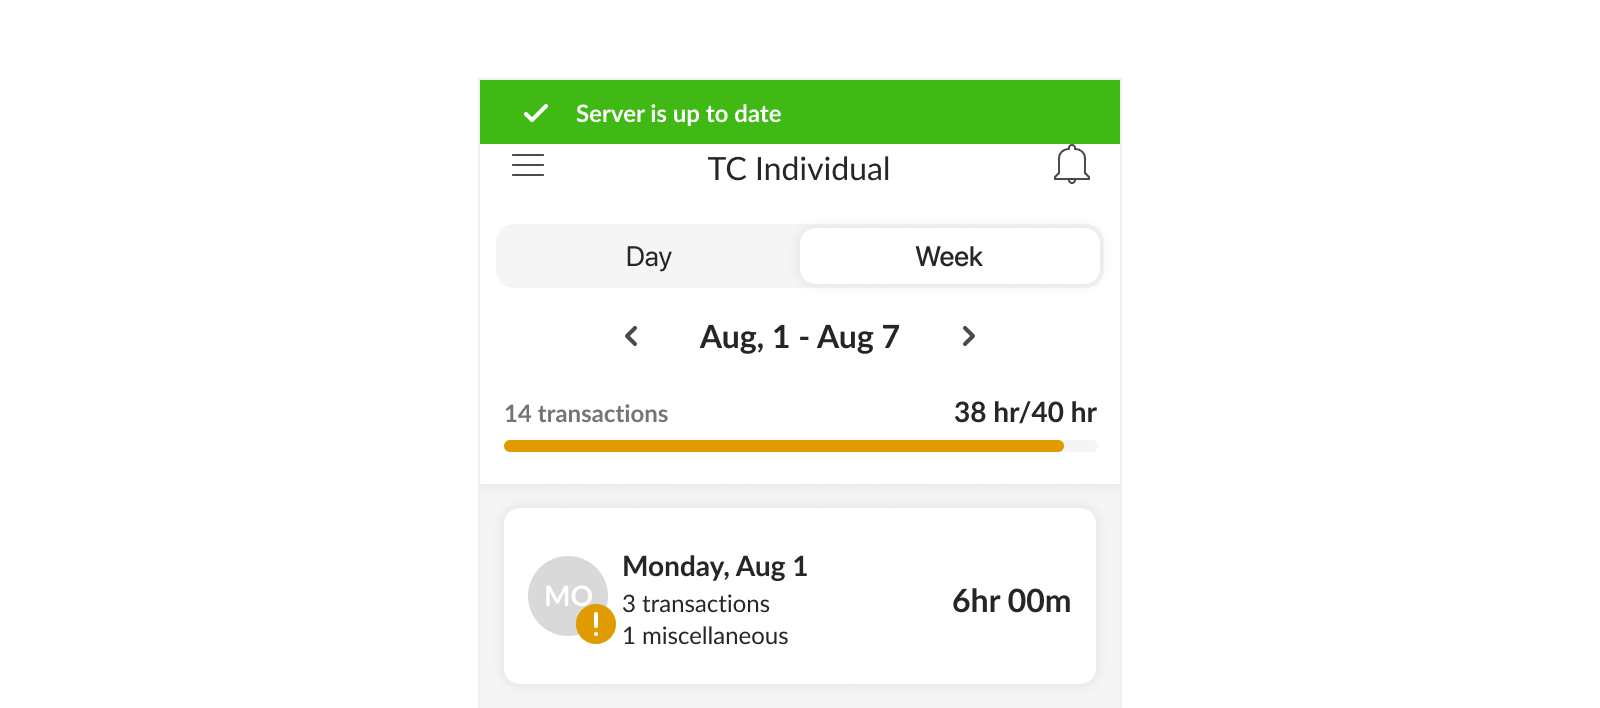 Server is up to date
TC Individual
Day
Week
Aug, 1 - Aug 7
14 transactions
38 hr/40 hr
MO
Monday, Aug 1
3 transactions
1 miscellaneous
6hr 00m